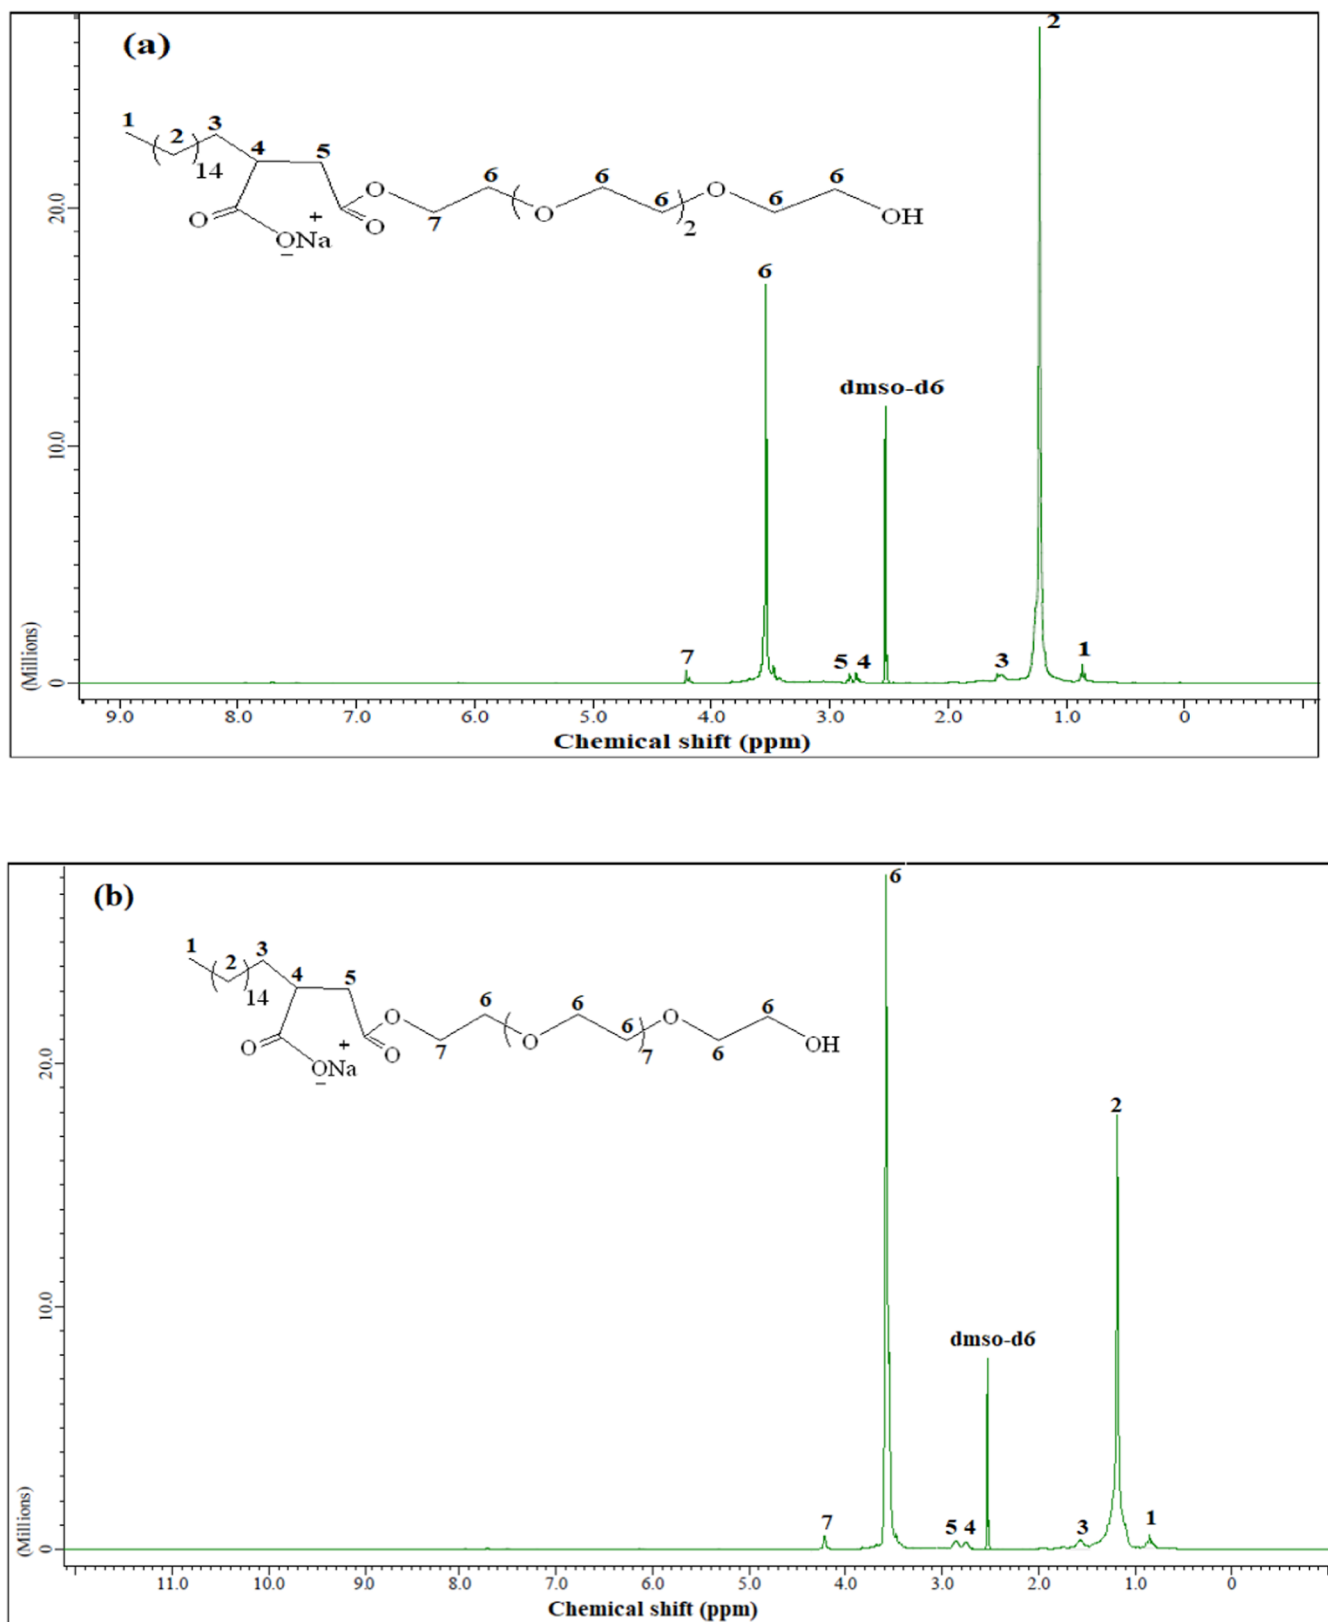 (a)
2
1
2
3
4
5
14
O
O
ONa
+
−
O
7
6
O
6
6
2
O
6
6
OH
6
dmso-d6
7
5
4
3
1
20.0
10.0
0
(Millions)
9.0 8.0 7.0 6.0 5.0 4.0 3.0 2.0 1.0 0
Chemical shift (ppm)
(b)
6
1
2
3
4
5
14
O
O
ONa
+
−
O
7
6
O
6
6
7
O
6
6
OH
2
dmso-d6
7
5
4
3
1
20.0
10.0
0
(Millions)
11.0 10.0 9.0 8.0 7.0 6.0 5.0 4.0 3.0 2.0 1.0 0
Chemical shift (ppm)